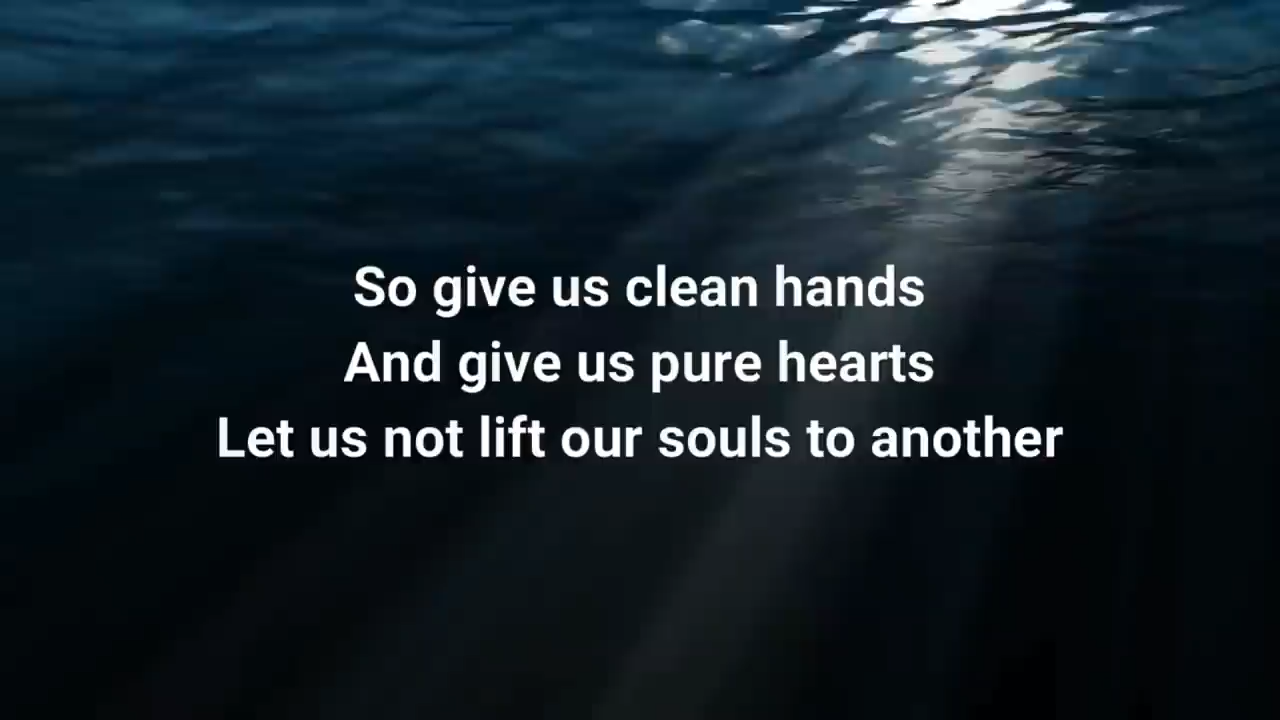 So give us clean hands
And give us pure hearts
Let us not lift our souls to another